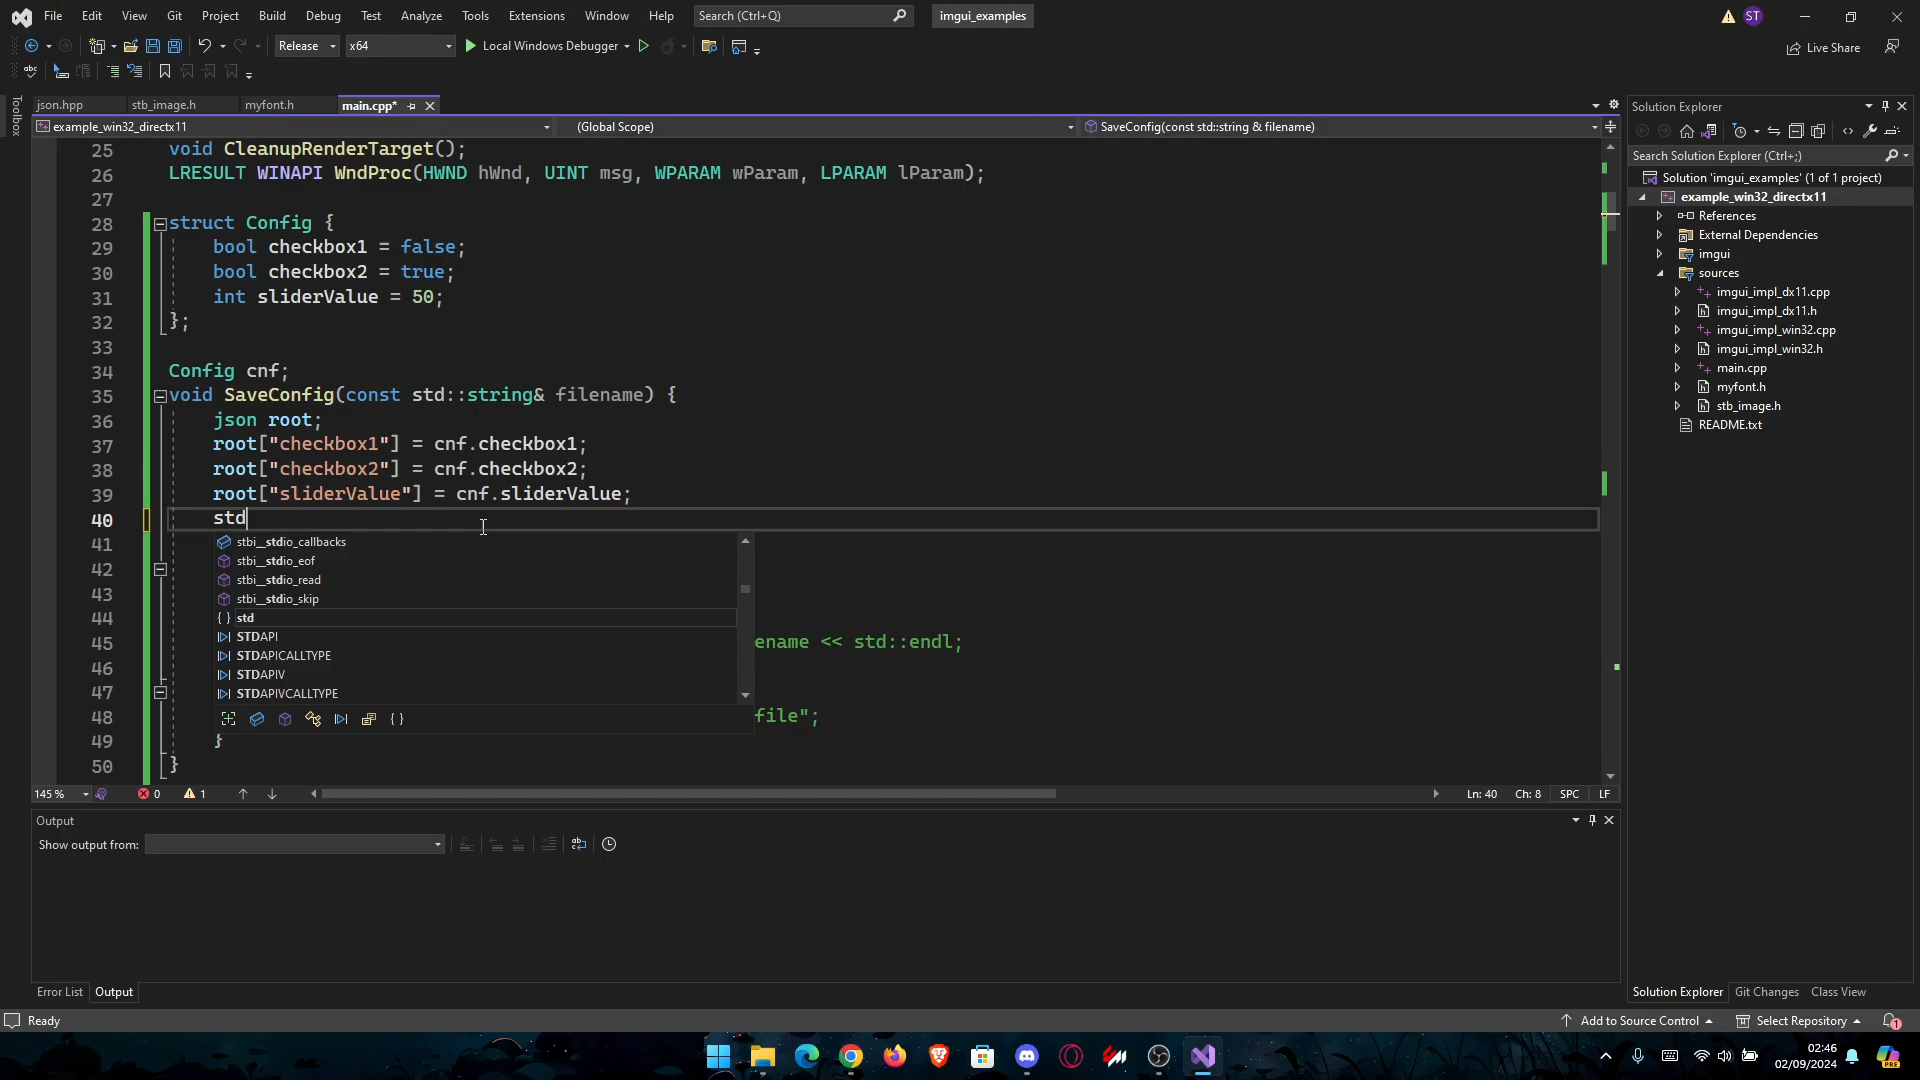 File Edit View Git Project Build Debug Test Analyze Tools Extensions Window Help Search (Ctrl+Q) imgui_examples ST
Release x64 Local Windows Debugger Live Share
abc
Toolbox
json.hpp stb_image.h myfont.h main.cpp*
example_win32_directx11 (Global Scope) SaveConfig(const std::string & filename)
25 void CleanupRenderTarget();
26 LRESULT WINAPI WndProc(HWND hWnd, UINT msg, WPARAM wParam, LPARAM lParam);
27
28 struct Config {
29 bool checkbox1 = false;
30 bool checkbox2 = true;
31 int sliderValue = 50;
32 };
33
34 Config cnf;
35 void SaveConfig(const std::string& filename) {
36 json root;
37 root["checkbox1"] = cnf.checkbox1;
38 root["checkbox2"] = cnf.checkbox2;
39 root["sliderValue"] = cnf.sliderValue;
40 std
41
42
43
44
45 ename << std::endl;
46
47
48 file";
49 }
50 }
stbi__stdio_callbacks
stbi__stdio_eof
stbi__stdio_read
stbi__stdio_skip
{ } std
STDAPI
STDAPICALLTYPE
STDAPIV
STDAPIVCALLTYPE
{ }
145 % 0 1 Ln: 40 Ch: 8 SPC LF
Output
Show output from:
Error List Output
Solution Explorer
Search Solution Explorer (Ctrl+;)
Solution 'imgui_examples' (1 of 1 project)
example_win32_directx11
References
External Dependencies
imgui
sources
imgui_impl_dx11.cpp
imgui_impl_dx11.h
imgui_impl_win32.cpp
imgui_impl_win32.h
main.cpp
myfont.h
stb_image.h
README.txt
Solution Explorer Git Changes Class View
Ready Add to Source Control Select Repository 1
02:46
02/09/2024
PRE